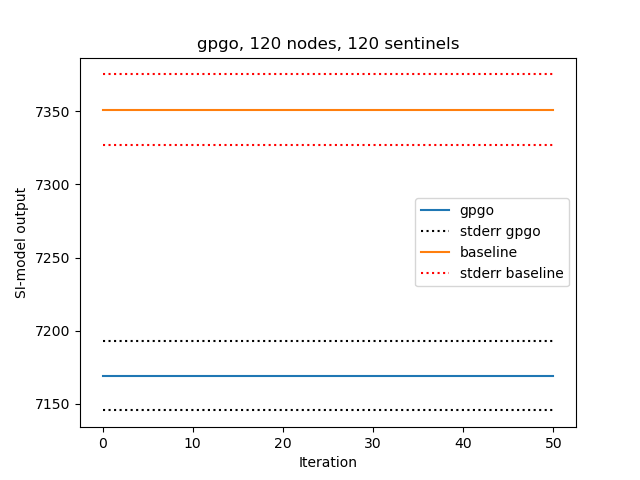 gpgo, 120 nodes, 120 sentinels
SI-model output
7350
7300
7250
7200
7150
gpgo
stderr gpgo
baseline
stderr baseline
0 10 20 30 40 50
Iteration